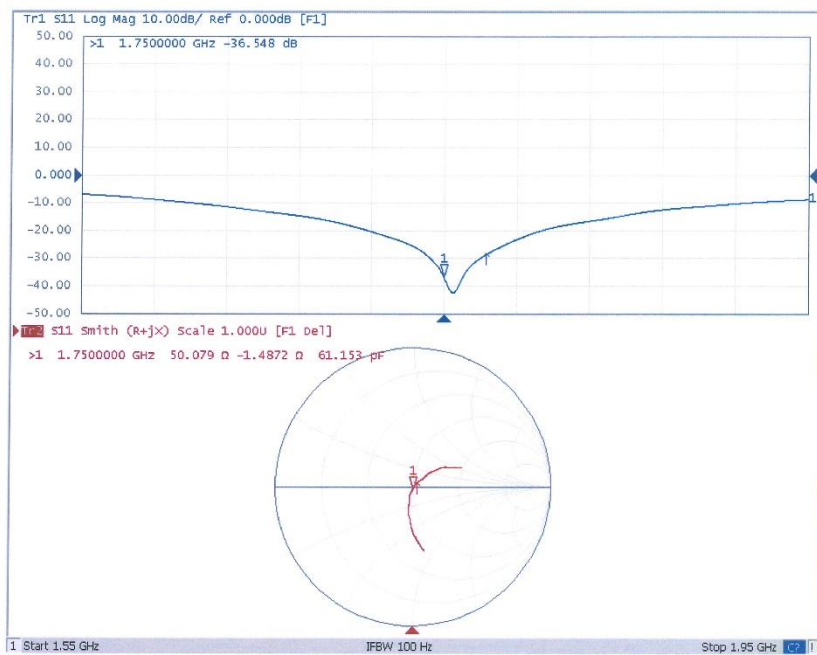 Tr1 S11 Log Mag 10.00dB/ Ref 0.000dB [F1]
50.00
>1 1.7500000 GHz -36.548 dB
40.00
30.00
20.00
10.00
0.000
-10.00
1
-20.00
-30.00
1
-40.00
-50.00
Tr2 S11 Smith (R+jX) Scale 1.000U [F1 Del]
>1 1.7500000 GHz 50.079 Ω -1.4872 Ω 61.153 pF
1
1 Start 1.55 GHz IFBW 100 Hz Stop 1.95 GHz C? !